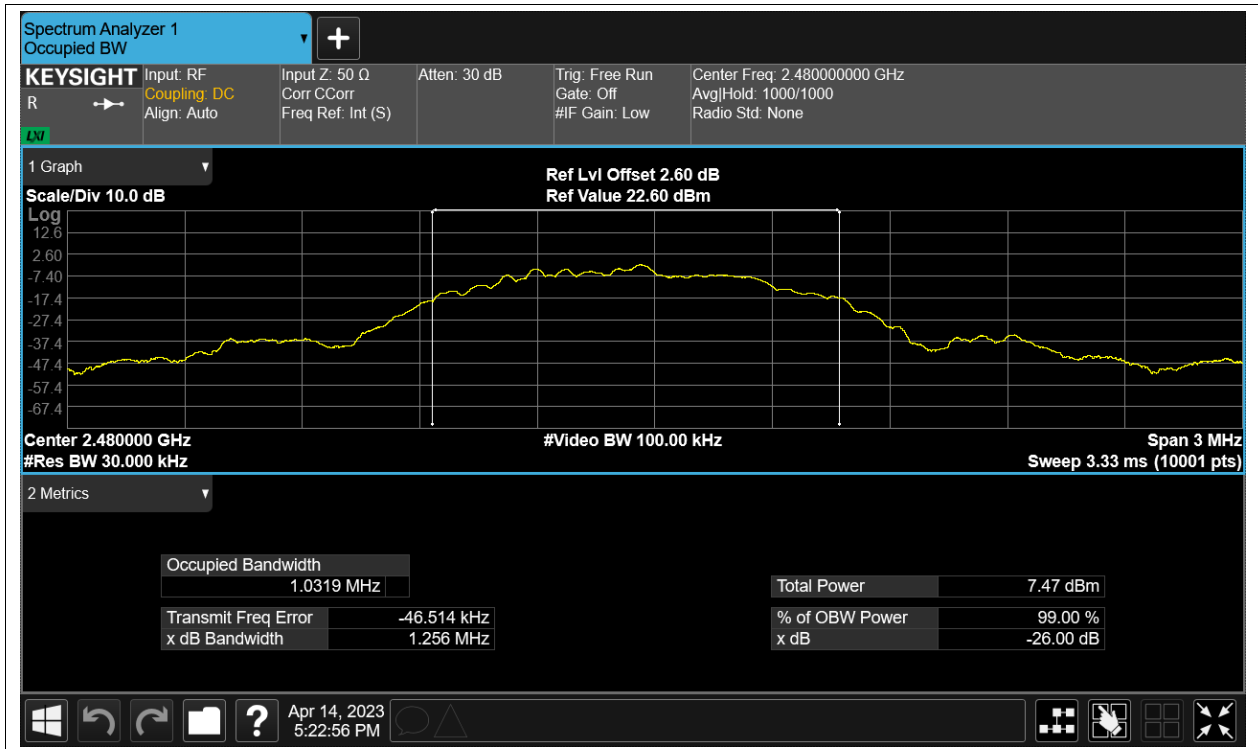 Spectrum Analyzer 1
Occupied BW
KEYSIGHT
R
LXI
Input: RF
Coupling: DC
Align: Auto
Input Z: 50 Ω
Corr CCorr
Freq Ref: Int (S)
Atten: 30 dB
Trig: Free Run
Gate: Off
#IF Gain: Low
Center Freq: 2.480000000 GHz
Avg|Hold: 1000/1000
Radio Std: None
1 Graph
Scale/Div 10.0 dB
Ref Lvl Offset 2.60 dB
Ref Value 22.60 dBm
Log
12.6
2.60
-7.40
-17.4
-27.4
-37.4
-47.4
-57.4
-67.4
Center 2.480000 GHz
#Res BW 30.000 kHz
#Video BW 100.00 kHz
Span 3 MHz
Sweep 3.33 ms (10001 pts)
2 Metrics
Occupied Bandwidth
1.0319 MHz
Transmit Freq Error -46.514 kHz
x dB Bandwidth 1.256 MHz
Total Power 7.47 dBm
% of OBW Power 99.00 %
x dB -26.00 dB
?
Apr 14, 2023
5:22:56 PM